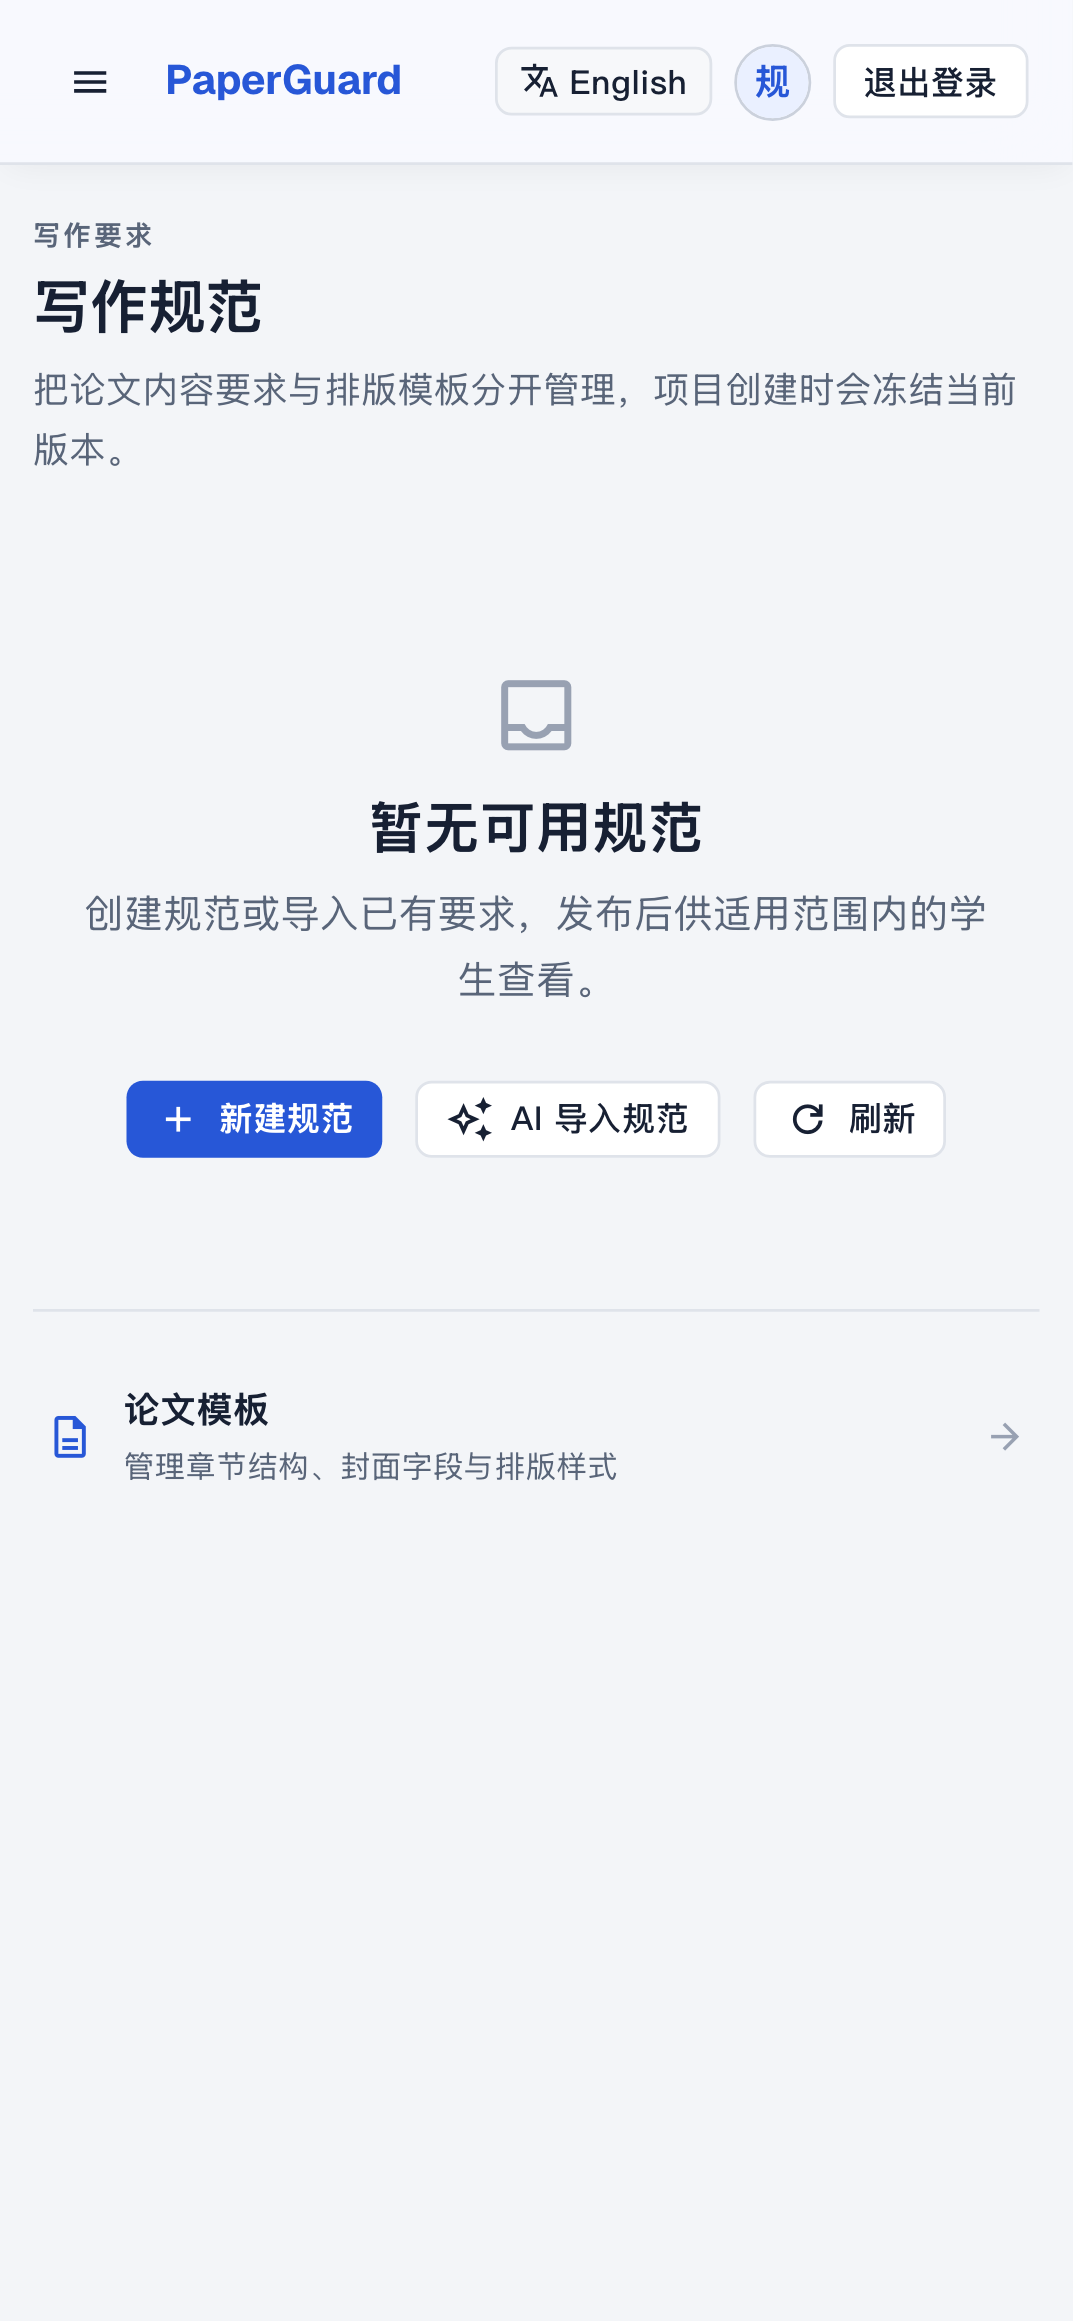 PaperGuard
English
规
退出登录
写作要求
写作规范
把论文内容要求与排版模板分开管理，项目创建时会冻结当前
版本。
暂无可用规范
创建规范或导入已有要求，发布后供适用范围内的学
生查看。
新建规范
AI 导入规范
刷新
论文模板
管理章节结构、封面字段与排版样式